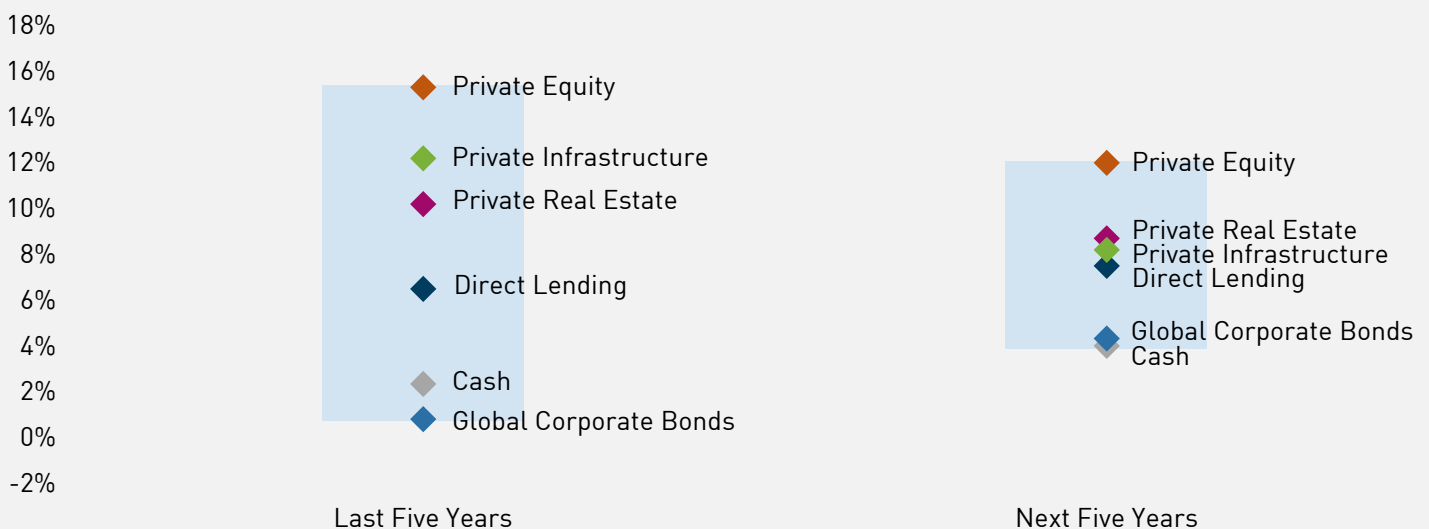 18%
16%
14%
12%
10%
8%
6%
4%
2%
0%
-2%
Private Equity
Private Infrastructure
Private Real Estate
Direct Lending
Cash
Global Corporate Bonds
Private Equity
Private Real Estate
Private Infrastructure
Direct Lending
Global Corporate Bonds
Cash
Last Five Years
Next Five Years